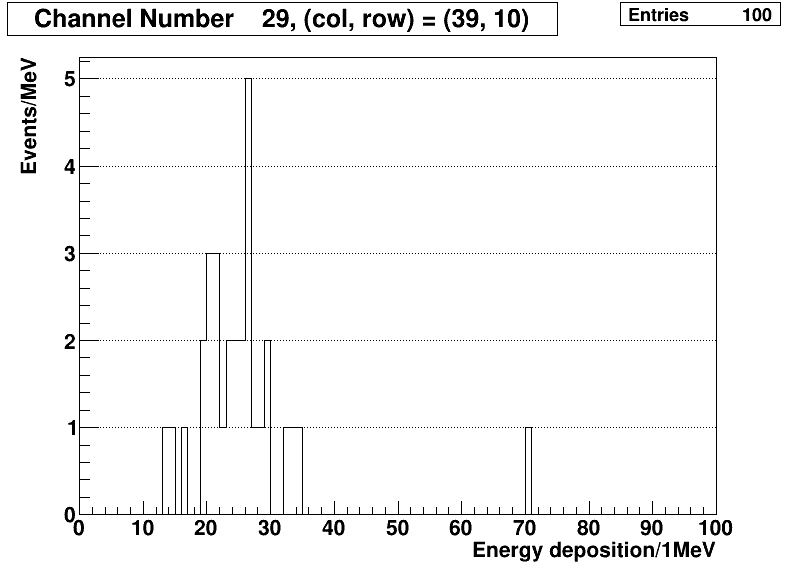 Channel Number 29, (col, row) = (39, 10)
Entries 100
Events/MeV
5
4
3
2
1
0
0 10 20 30 40 50 60 70 80 90 100
Energy deposition/1MeV